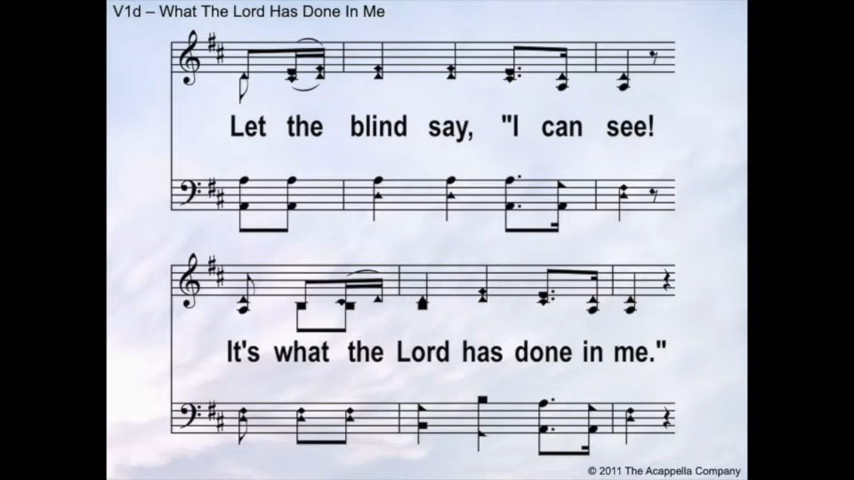 V1d – What The Lord Has Done In Me
Let the blind say, "I can see!
It's what the Lord has done in me."
© 2011 The Acappella Company